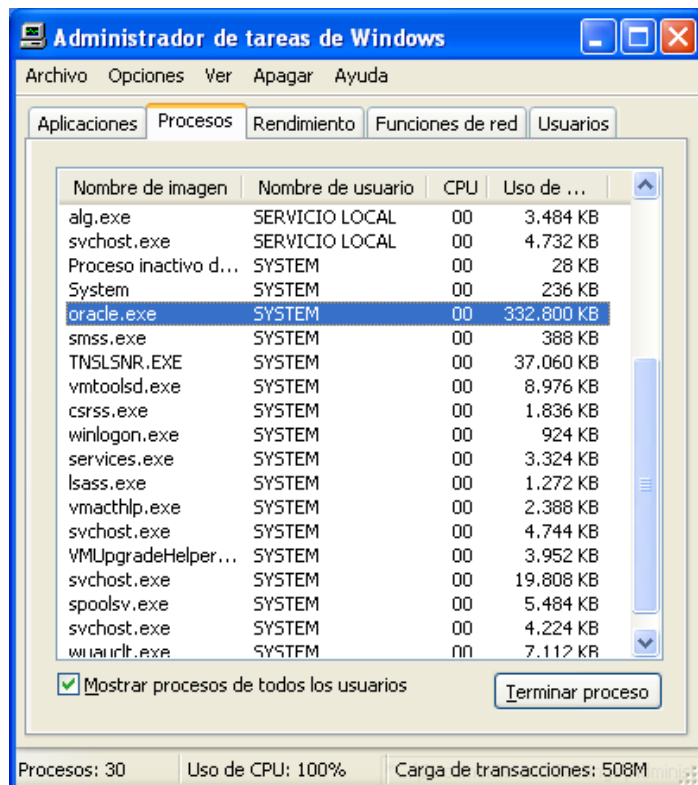 Administrador de tareas de Windows
Archivo Opciones Ver Apagar Ayuda
Aplicaciones Procesos Rendimiento Funciones de red Usuarios
Nombre de imagen Nombre de usuario CPU Uso de ...
alg.exe SERVICIO LOCAL 00 3.484 KB
svchost.exe SERVICIO LOCAL 00 4.732 KB
Proceso inactivo d... SYSTEM 00 28 KB
System SYSTEM 00 236 KB
oracle.exe SYSTEM 00 332.800 KB
smss.exe SYSTEM 00 388 KB
TNSLSNR.EXE SYSTEM 00 37.060 KB
vmtoolsd.exe SYSTEM 00 8.976 KB
csrss.exe SYSTEM 00 1.836 KB
winlogon.exe SYSTEM 00 924 KB
services.exe SYSTEM 00 3.324 KB
lsass.exe SYSTEM 00 1.272 KB
vmacthlp.exe SYSTEM 00 2.388 KB
svchost.exe SYSTEM 00 4.744 KB
VMUpgradeHelper... SYSTEM 00 3.952 KB
svchost.exe SYSTEM 00 19.808 KB
spoolsv.exe SYSTEM 00 5.484 KB
svchost.exe SYSTEM 00 4.224 KB
wuauclt.exe SYSTEM 00 7.112 KB
Mostrar procesos de todos los usuarios Terminar proceso
Procesos: 30 Uso de CPU: 100% Carga de transacciones: 508M